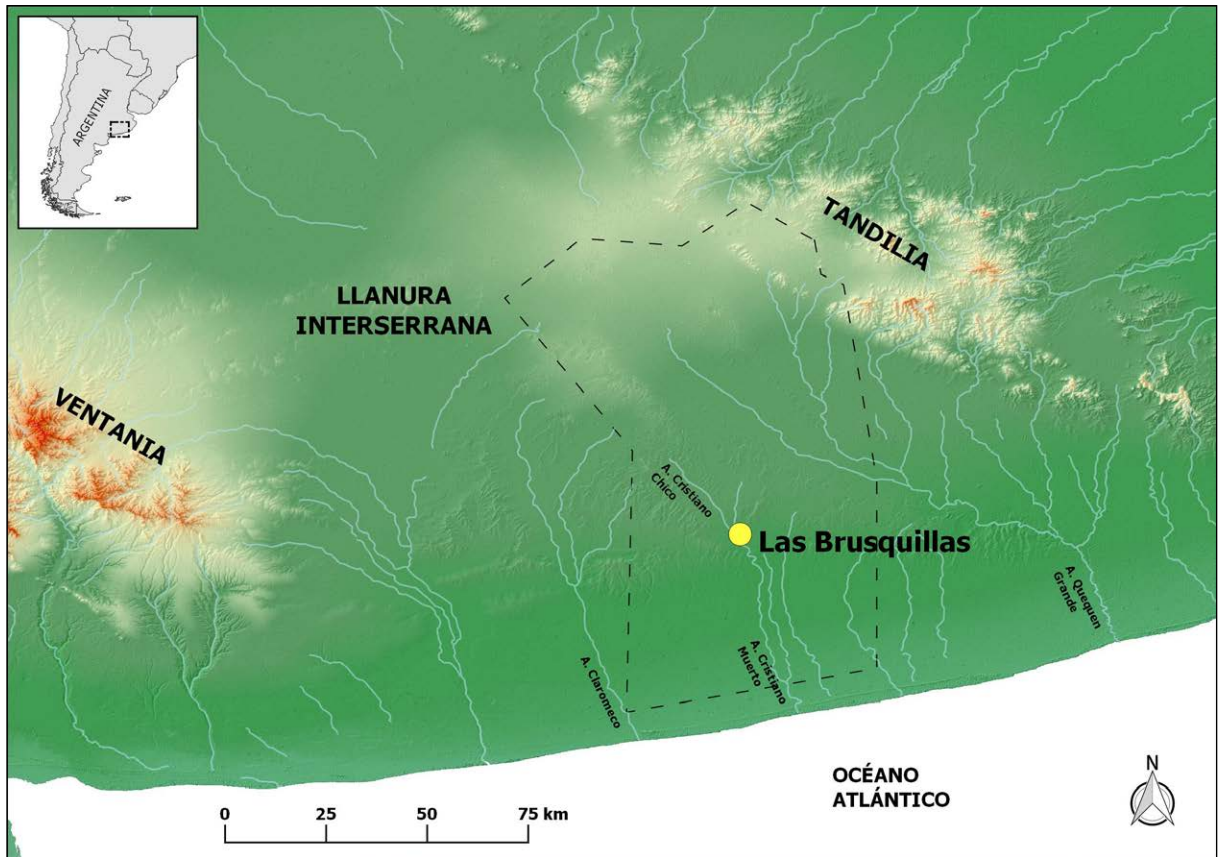 ARGENTINA
TANDILIA
LLANURA
INTERSERRANA
VENTANIA
A. Cristiano
Chico
Las Brusquillas
A. Quequen
Grande
A. Claromeco
A. Cristiano
Muerto
OCÉANO
ATLÁNTICO
N
0 25 50 75 km